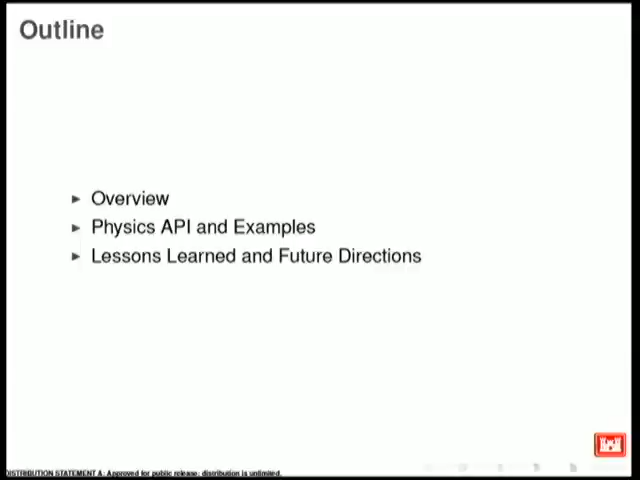 Outline
Overview
Physics API and Examples
Lessons Learned and Future Directions
DISTRIBUTION STATEMENT A: Approved for public release; distribution is unlimited.